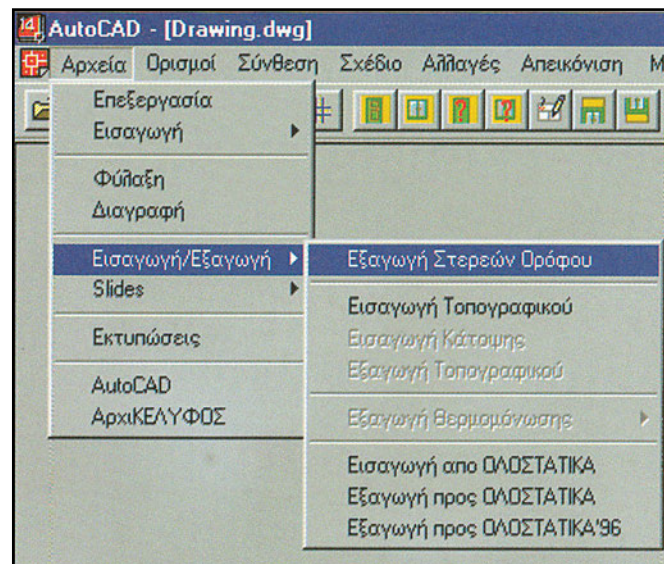 AutoCAD - [Drawing.dwg]
Αρχεία Ορισμοί Σύνθεση Σχέδιο Αλλαγές Απεικόνιση Μ
Επεξεργασία
Εισαγωγή
Φύλαξη
Διαγραφή
Εισαγωγή/Εξαγωγή
Slides
Εκτυπώσεις
AutoCAD
ΑρχιΚΕΛΥΦΟΣ
Εξαγωγή Στερεών Ορόφου
Εισαγωγή Τοπογραφικού
Εισαγωγή Κάτοψης
Εξαγωγή Τοπογραφικού
Εξαγωγή Θερμομόνωσης
Εισαγωγή απο ΟΛΟΣΤΑΤΙΚΑ
Εξαγωγή προς ΟΛΟΣΤΑΤΙΚΑ
Εξαγωγή προς ΟΛΟΣΤΑΤΙΚΑ'96